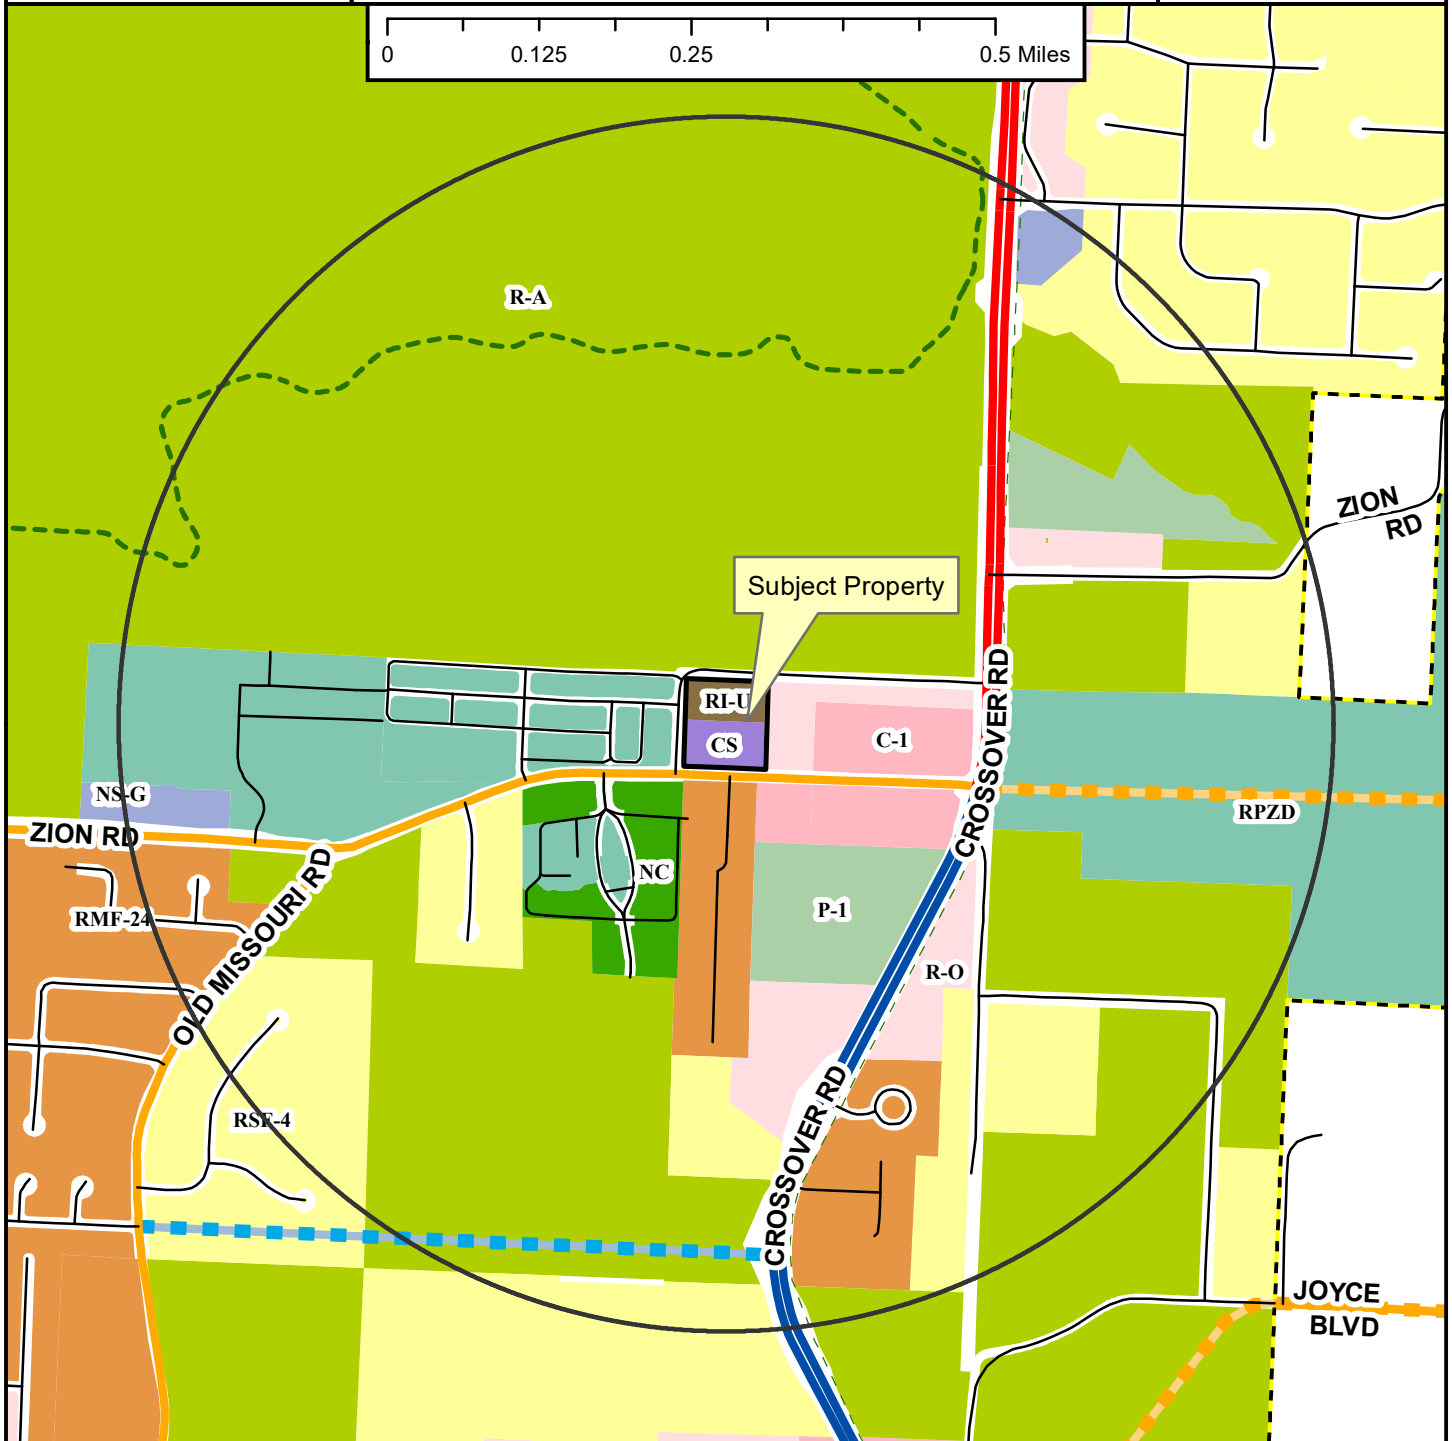 0 0.125 0.25 0.5 Miles
R-A
ZION
RD
Subject Property
CROSSOVER RD
RI-U
CS
C-1
NS-G
ZION RD
RPZD
OLD MISSOURI RD
NC
RMF-24
P-1
R-O
CROSSOVER RD
RSF-4
JOYCE
BLVD